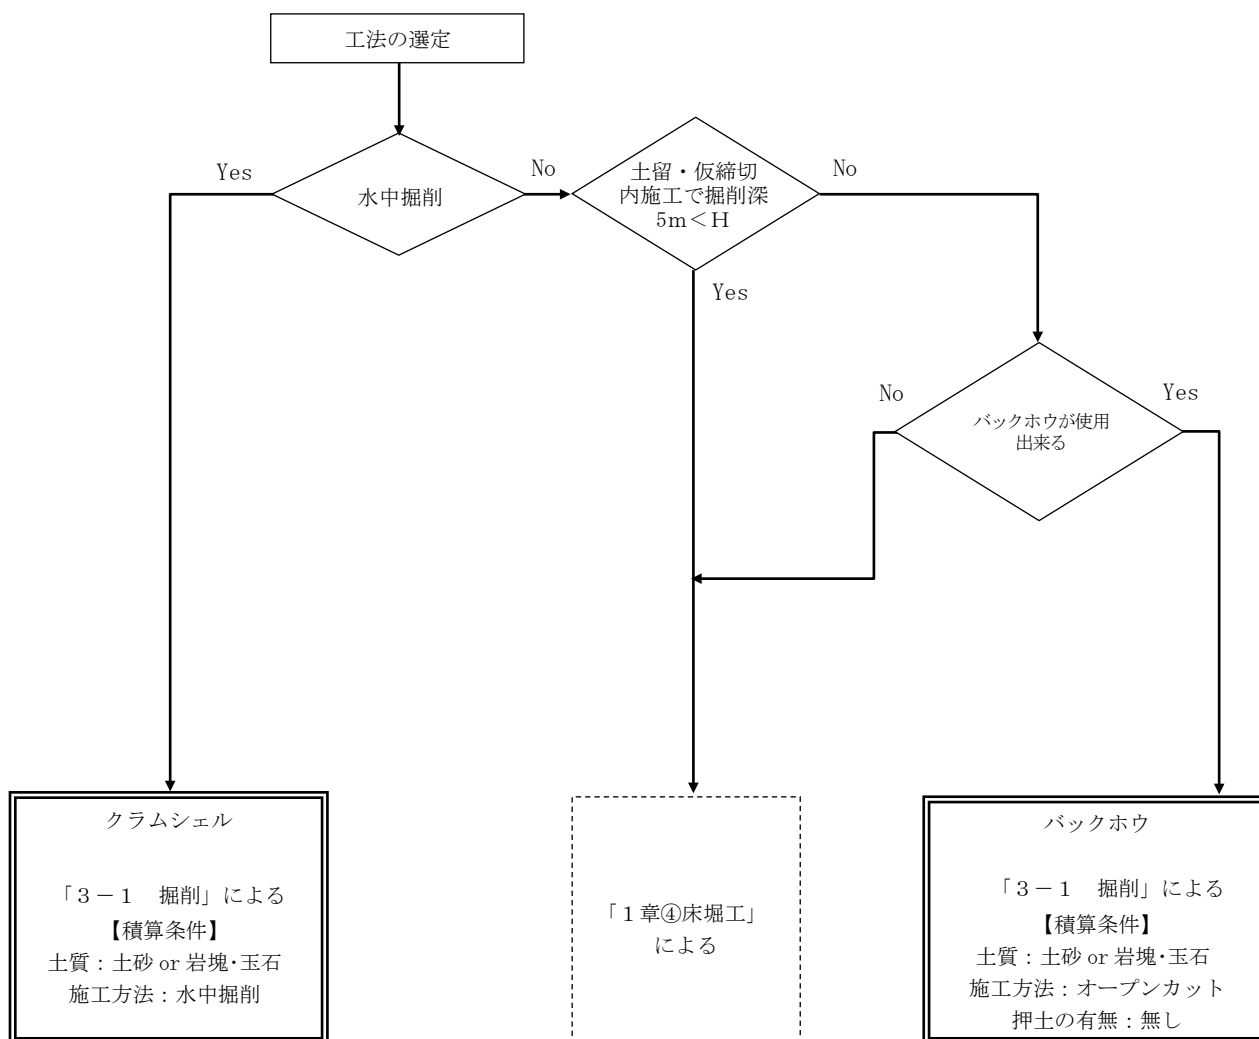 工法の選定
Yes
水中掘削
No
土留・仮締切
内施工で掘削深
5m＜H
No
Yes
No
バックホウが使用
出来る
Yes
クラムシェル
「３－１　掘削」による
【積算条件】
土質：土砂 or 岩塊･玉石
施工方法：水中掘削
「１章④床堀工」
による
バックホウ
「３－１　掘削」による
【積算条件】
土質：土砂 or 岩塊･玉石
施工方法：オープンカット
押土の有無：無し